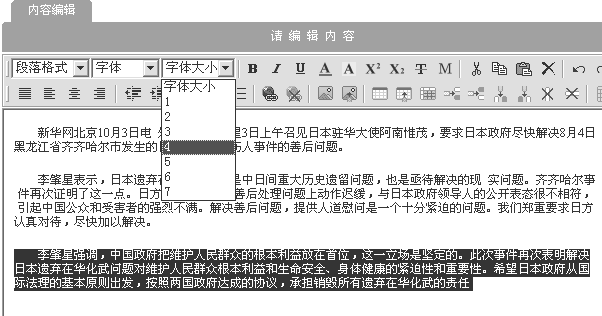 内容编辑
请 编 辑 内 容
段落格式 字体 字体大小 B I U A A X² X₂ T M
字体大小
1
2
3
4
5
6
7
新华网北京10月3日电 3日上午召见日本驻华大使阿南惟茂，要求日本政府尽快解决8月4日
黑龙江省齐齐哈尔市发生的 伤人事件的善后问题。
李肇星表示，日本遗弃在 是中日间重大历史遗留问题，也是亟待解决的现 实问题。齐齐哈尔事
件再次证明了这一点。日方 善后处理问题上动作迟缓，与日本政府领导人的公开表态很不相符，
引起中国公众和受害者的强烈不满。解决善后问题，提供人道慰问是一个十分紧迫的问题。我们郑重要求日方
认真对待，尽快加以解决。
李肇星强调，中国政府把维护人民群众的根本利益放在首位，这一立场是坚定的。此次事件再次表明解决
日本遗弃在华化武问题对维护人民群众根本利益和生命安全、身体健康的紧迫性和重要性。希望日本政府从国
际法理的基本原则出发，按照两国政府达成的协议，承担销毁所有遗弃在华化武的责任